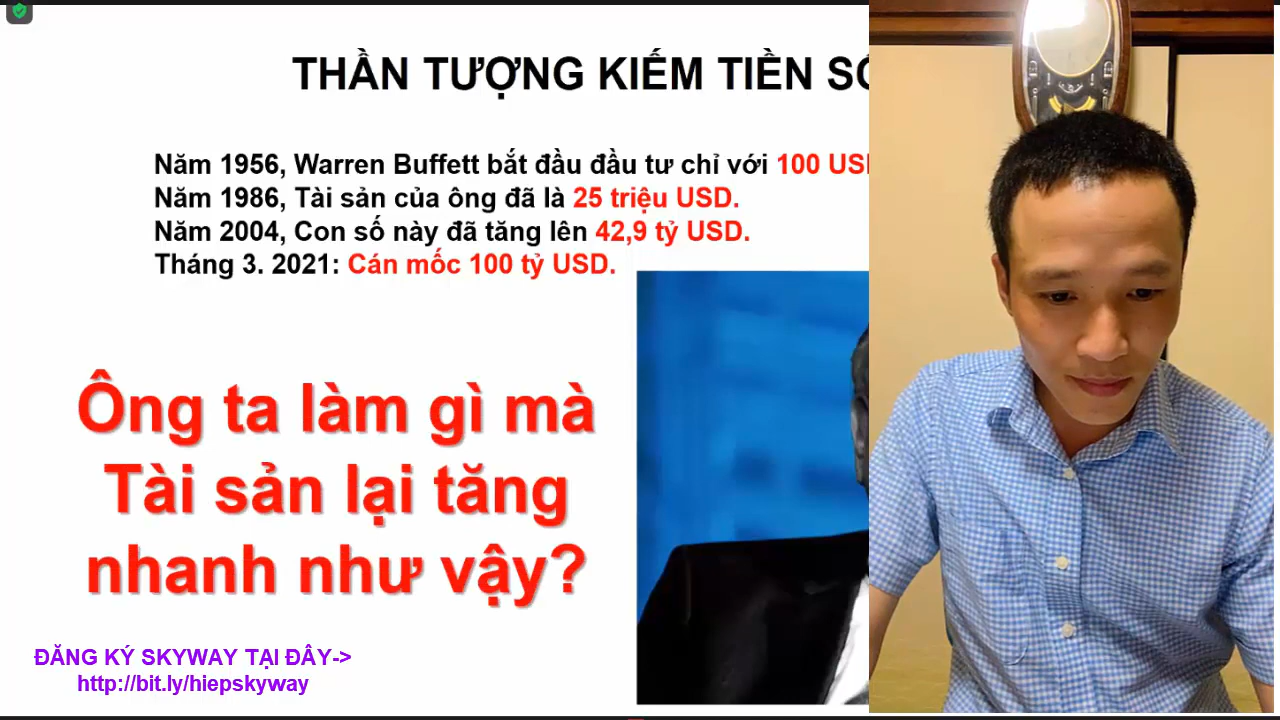 THẦN TƯỢNG KIẾM TIỀN
Năm 1956, Warren Buffett bắt đầu đầu tư chỉ với 100
Năm 1986, Tài sản của ông đã là 25 triệu USD.
Năm 2004, Con số này đã tăng lên 42,9 tỷ USD.
Tháng 3. 2021: Cán mốc 100 tỷ USD.
Ông ta làm gì mà
Tài sản lại tăng
nhanh như vậy?
ĐĂNG KÝ SKYWAY TẠI ĐÂY->
http://bit.ly/hiepskyway